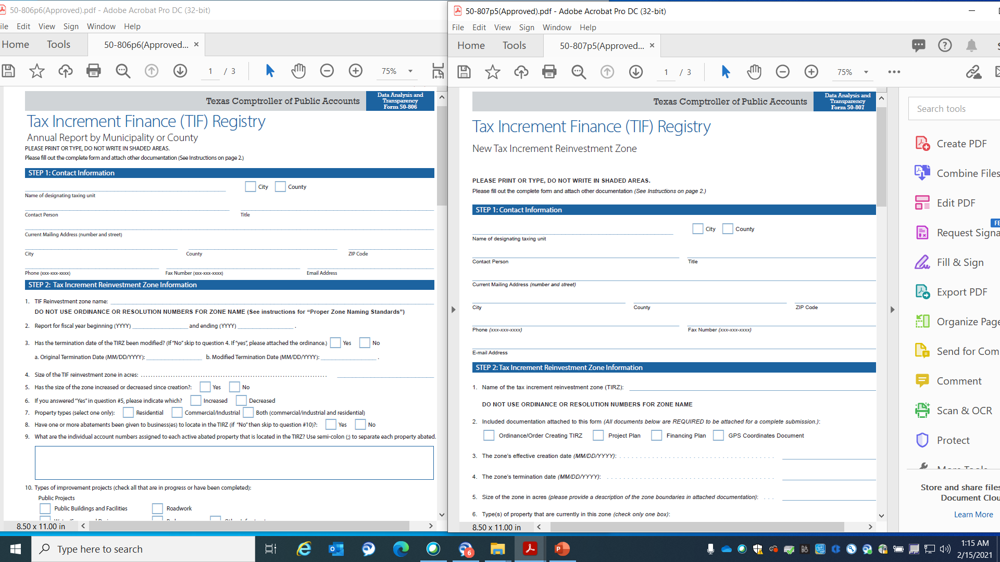 50-806p6(Approved).pdf - Adobe Acrobat Pro DC (32-bit)
Edit View Sign Window Help
Home Tools 50-806p6(Approved... ×
1 / 3 75%
Texas Comptroller of Public Accounts
Data Analysis and
Transparency
Form 50-806
Tax Increment Finance (TIF) Registry
Annual Report by Municipality or County
PLEASE PRINT OR TYPE, DO NOT WRITE IN SHADED AREAS.
Please fill out the complete form and attach other documentation (See Instructions on page 2.)
STEP 1: Contact Information
City County
Name of designating taxing unit
Contact Person Title
Current Mailing Address (number and street)
City County ZIP Code
Phone (xxx-xxx-xxxx) Fax Number (xxx-xxx-xxxx) Email Address
STEP 2: Tax Increment Reinvestment Zone Information
1. TIF Reinvestment zone name:
DO NOT USE ORDINANCE OR RESOLUTION NUMBERS FOR ZONE NAME (See instructions for “Proper Zone Naming Standards”)
2. Report for fiscal year beginning (YYYY) __________ and ending (YYYY) __________ .
3. Has the termination date of the TIRZ been modified? (If “No” skip to question 4. If “yes”, please attached the ordinance.) Yes No
a. Original Termination Date (MM/DD/YYYY): __________ b. Modified Termination Date (MM/DD/YYYY): __________ .
4. Size of the TIF reinvestment zone in acres:
5. Has the size of the zone increased or decreased since creation?: Yes No
6. If you answered “Yes” in question #5, please indicate which? Increased Decreased
7. Property types (select one only): Residential Commercial/Industrial Both (commercial/industrial and residential)
8. Have one or more abatements been given to business(es) to locate in the TIRZ (if “No” then skip to question #10)?: Yes No
9. What are the individual account numbers assigned to each active abated property that is located in the TIRZ? Use semi-colon (;) to separate each property abated.
10. Types of improvement projects (check all that are in progress or have been completed):
Public Projects
Public Buildings and Facilities Roadwork
8.50 x 11.00 in
50-807p5(Approved).pdf - Adobe Acrobat Pro DC (32-bit)
File Edit View Sign Window Help
Home Tools 50-807p5(Approved... ×
1 / 3 75%
Texas Comptroller of Public Accounts
Data Analysis and
Transparency
Form 50-807
Tax Increment Finance (TIF) Registry
New Tax Increment Reinvestment Zone
PLEASE PRINT OR TYPE, DO NOT WRITE IN SHADED AREAS.
Please fill out the complete form and attach other documentation (See Instructions on page 2.)
STEP 1: Contact Information
City County
Name of designating taxing unit
Contact Person Title
Current Mailing Address (number and street)
City County ZIP Code
Phone (xxx-xxx-xxxx) Fax Number (xxx-xxx-xxxx)
E-mail Address
STEP 2: Tax Increment Reinvestment Zone Information
1. Name of the tax increment reinvestment zone (TIRZ):
DO NOT USE ORDINANCE OR RESOLUTION NUMBERS FOR ZONE NAME
2. Included documentation attached to this form (All documents below are REQUIRED to be attached for a complete submission.):
Ordinance/Order Creating TIRZ Project Plan Financing Plan GPS Coordinates Document
3. The zone's effective creation date (MM/DD/YYYY):
4. The zone's termination date (MM/DD/YYYY):
5. Size of the zone in acres (please provide a description of the zone boundaries in attached documentation):
6. Type(s) of property that are currently in this zone (check only one box):
8.50 x 11.00 in
Search tools
Create PDF
Combine Files
Edit PDF
FE
Request Signa
Fill & Sign
Export PDF
Organize Page
Send for Com
Comment
Scan & OCR
Protect
Store and share files
Document Clou
Learn More
Type here to search
6
1:15 AM
2/15/2021